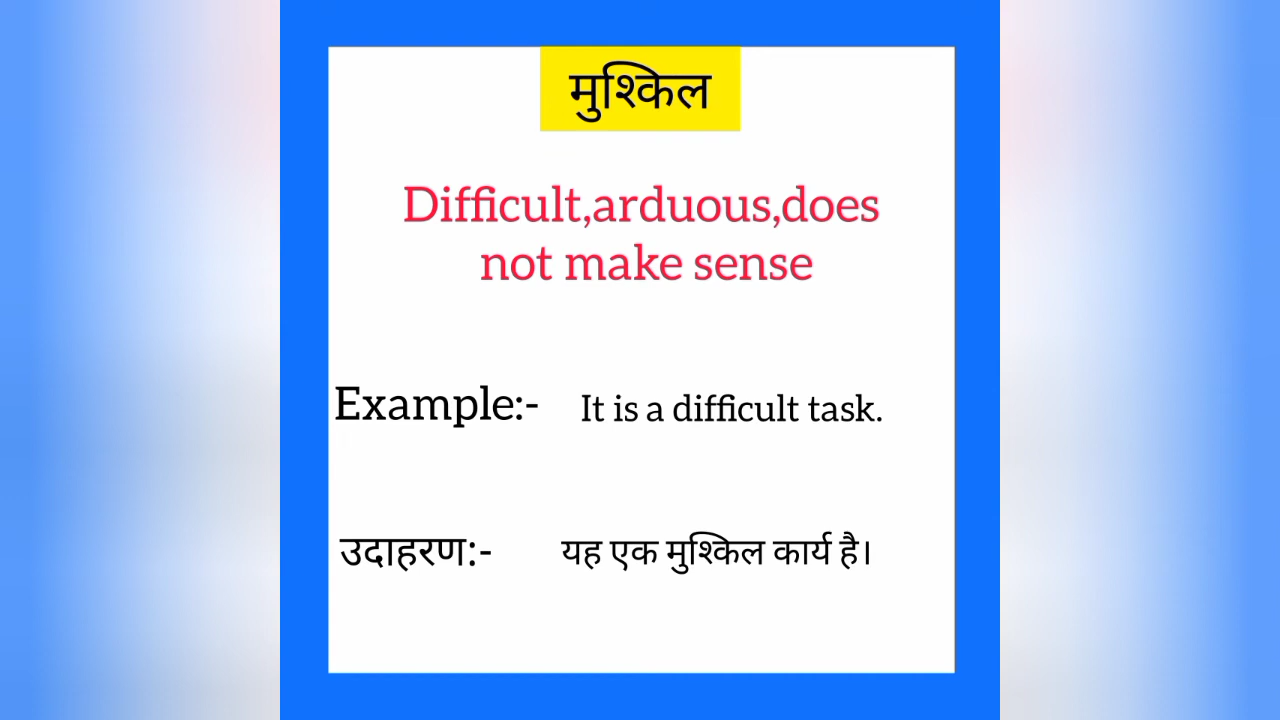 मुश्किल
Difficult,arduous,does
not make sense
Example:- It is a difficult task.
उदाहरण:- यह एक मुश्किल कार्य है।